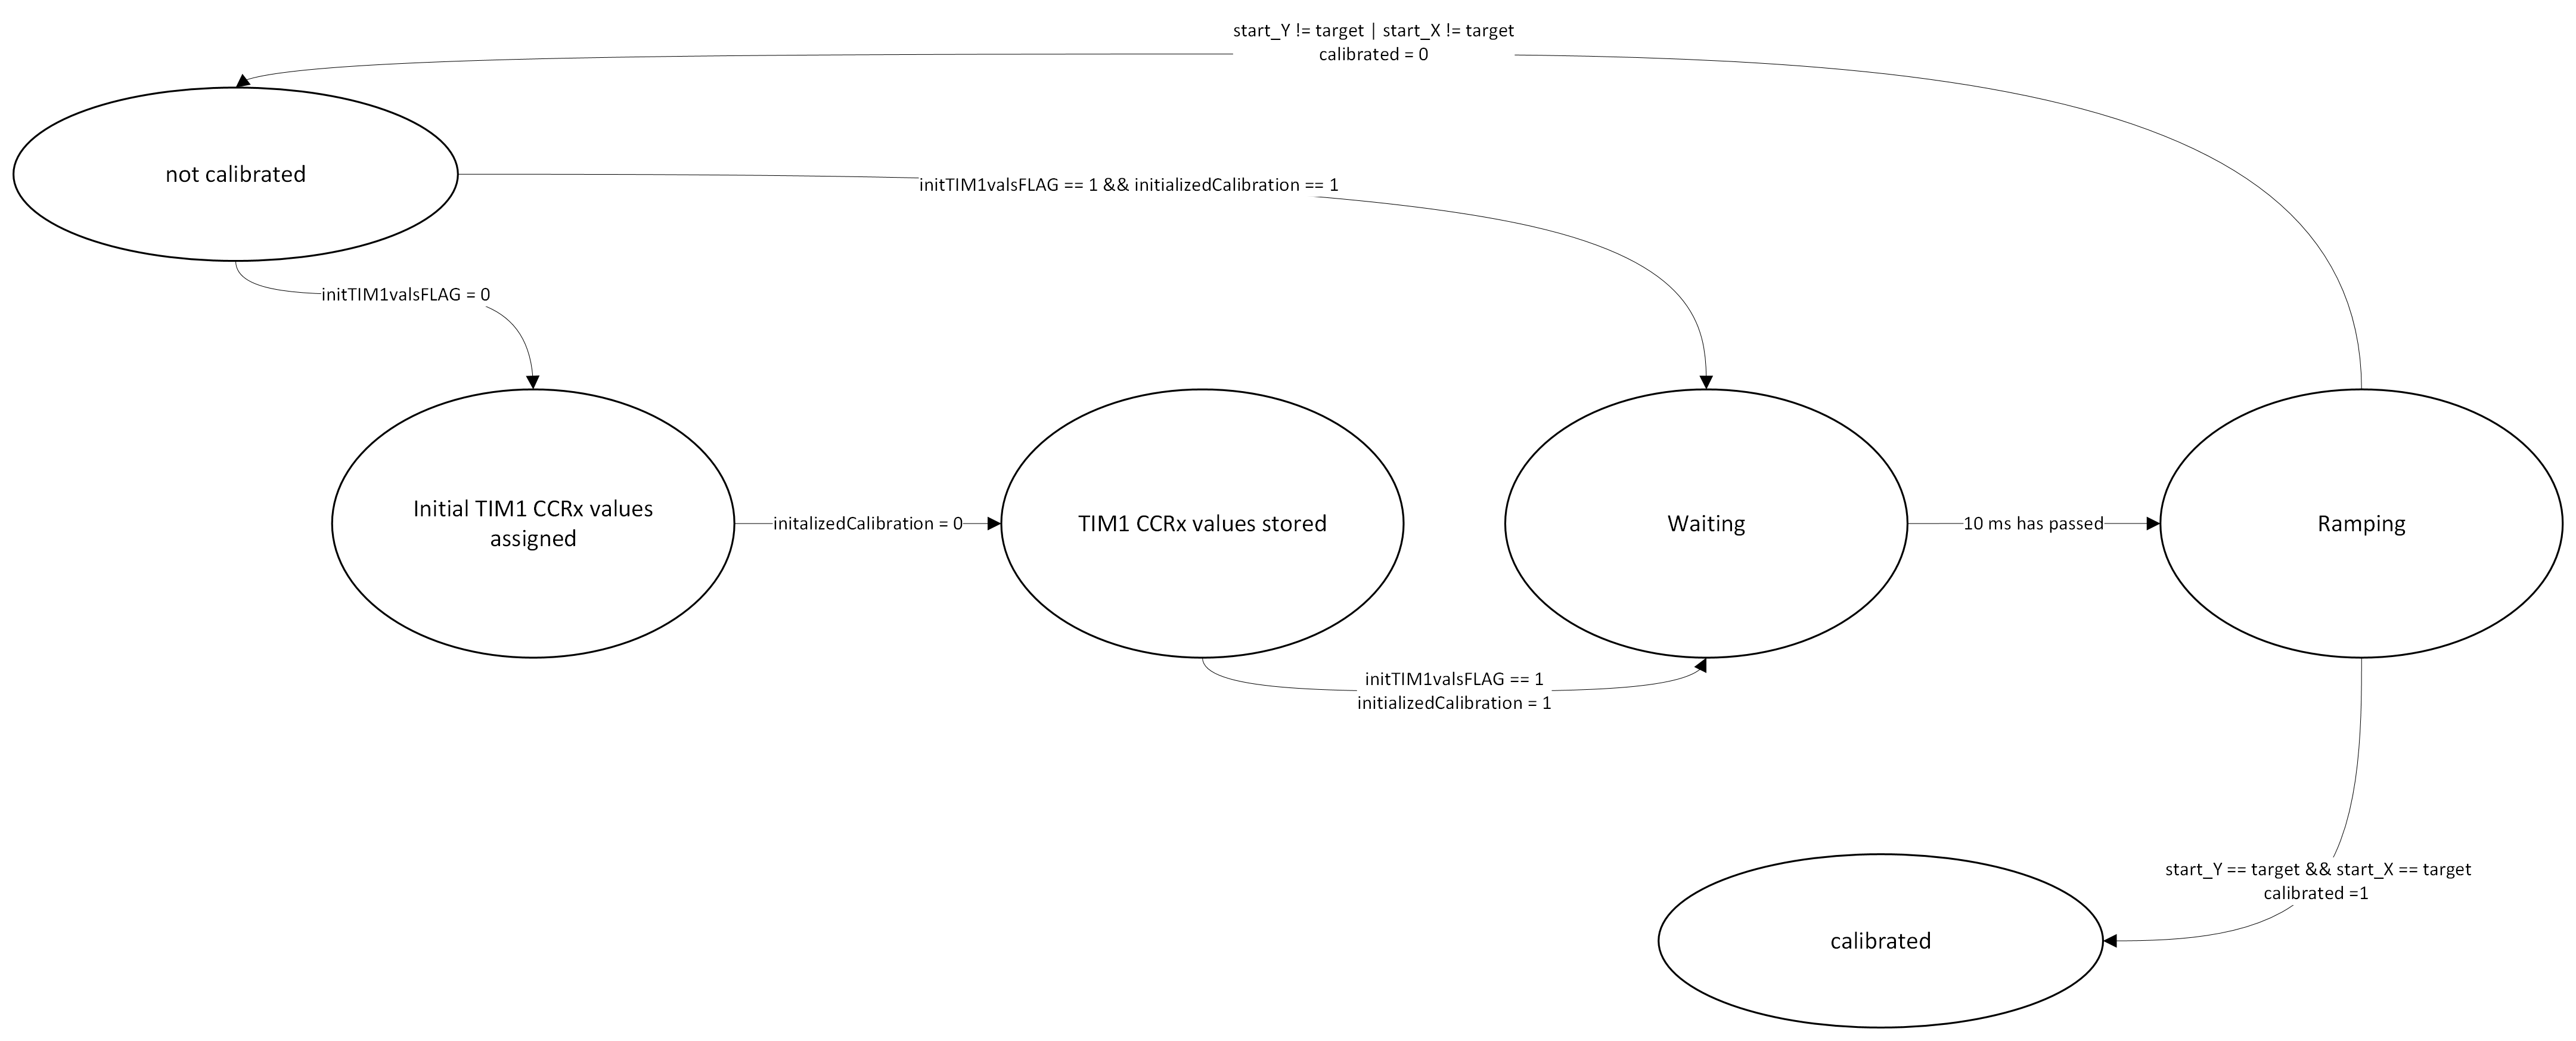 start_Y != target | start_X != target
calibrated = 0
not calibrated
initTIM1valsFLAG == 1 && initializedCalibration == 1
initTIM1valsFLAG = 0
Initial TIM1 CCRx values
assigned
initalizedCalibration = 0
TIM1 CCRx values stored
Waiting
10 ms has passed
Ramping
initTIM1valsFLAG == 1
initializedCalibration = 1
start_Y == target && start_X == target
calibrated =1
calibrated